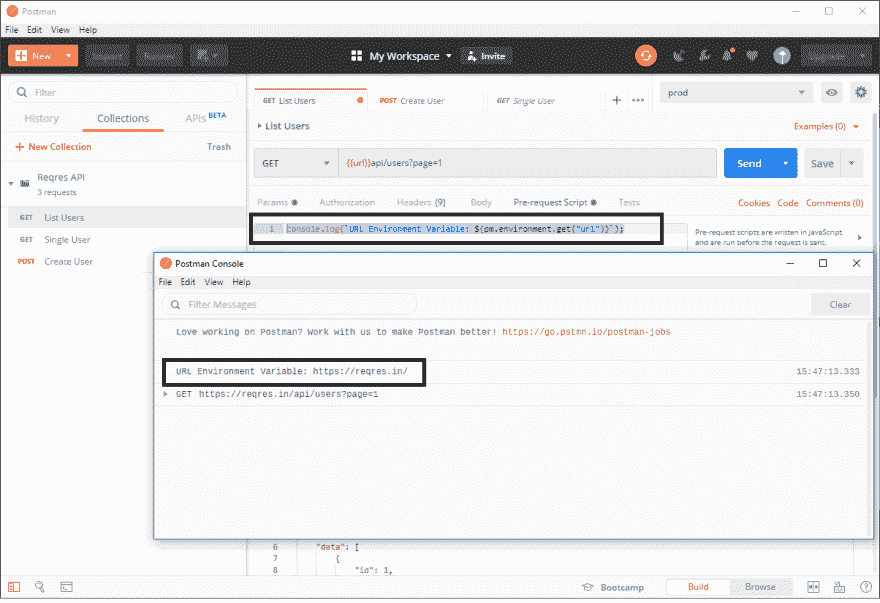 Postman
File Edit View Help
New Import Runner My Workspace Invite Upgrade
Filter
History Collections APIs BETA
New Collection Trash
Reqres API
3 requests
GET List Users
GET Single User
POST Create User
GET List Users POST Create User GET Single User prod
List Users Examples (0)
GET {{url}}api/users?page=1 Send Save
Params Authorization Headers (9) Body Pre-request Script Tests Cookies Code Comments (0)
1 console.log(`URL Environment Variable: ${pm.environment.get("url")}`);
Pre-request scripts are written in JavaScript,
and are run before the request is sent.
Postman Console
File Edit View Help
Filter Messages Clear
Love working on Postman? Work with us to make Postman better! https://go.pstmn.io/postman-jobs
URL Environment Variable: https://reqres.in/ 15:47:13.333
GET https://reqres.in/api/users?page=1 15:47:13.350
6 "data": [
7 {
8 "id": 1,
Bootcamp Build Browse